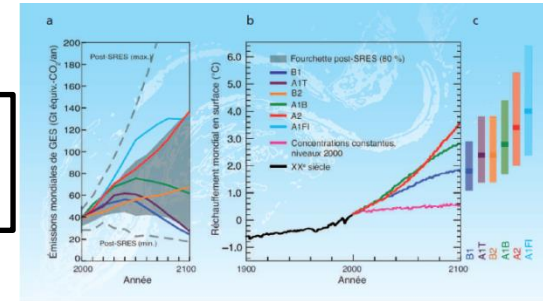 a
b
c
Émissions mondiales de GES (Gt équiv.-CO₂/an)
200
180
160
140
120
100
80
60
40
20
0
Post-SRES (max.)
Post-SRES (min.)
2000
2100
Année
Réchauffement mondial en surface (°C)
6.0
5.0
4.0
3.0
2.0
1.0
0
−1.0
Fourchette post-SRES (80 %)
B1
A1T
B2
A1B
A2
A1FI
Concentrations constantes,
niveaux 2000
XXᵉ siècle
1900
2000
2100
Année
B1
A1T
B2
A1B
A2
A1FI